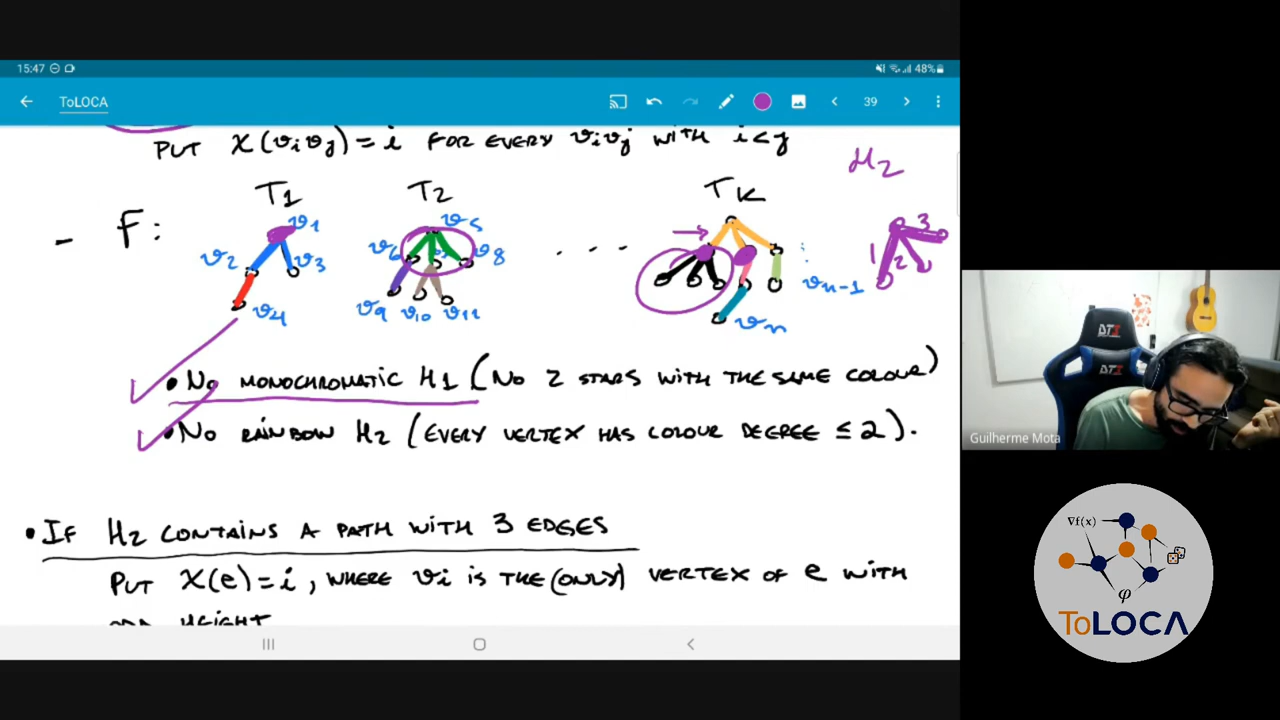 15:47 48%
ToLOCA 39
PUT X(vivj) = i FOR EVERY vivj WITH i<j
H2
T1 T2 TK
- F:
v1 v2 v3 v4
v5 v6 v8 v9 v10 v11
... vn-1 vn
1 2 3
• No MONOCHROMATIC H1 (No 2 STARS WITH THE SAME COLOUR)
• No RAINBOW H2 (EVERY VERTEX HAS COLOUR DEGREE ≤ 2).
• IF H2 CONTAINS A PATH WITH 3 EDGES
PUT X(e) = i, WHERE vi IS THE (ONLY) VERTEX OF e WITH
ODD HEIGHT
Guilherme Mota
∇f(x)
φ
ToLOCA